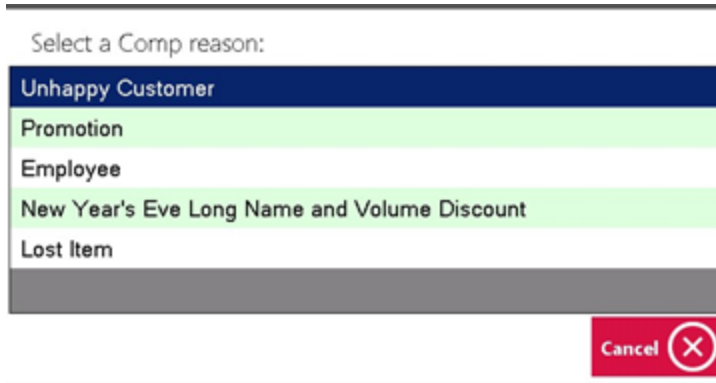 Select a Comp reason:
Unhappy Customer
Promotion
Employee
New Year's Eve Long Name and Volume Discount
Lost Item
Cancel